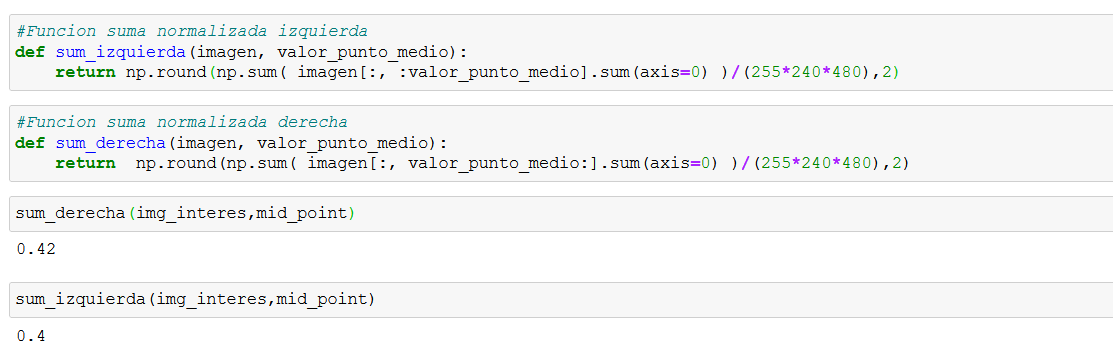 #Funcion suma normalizada izquierda
def sum_izquierda(imagen, valor_punto_medio):
    return np.round(np.sum( imagen[:, :valor_punto_medio].sum(axis=0) )/(255*240*480),2)
#Funcion suma normalizada derecha
def sum_derecha(imagen, valor_punto_medio):
    return  np.round(np.sum( imagen[:, valor_punto_medio:].sum(axis=0) )/(255*240*480),2)
sum_derecha(img_interes,mid_point)
0.42
sum_izquierda(img_interes,mid_point)
0.4